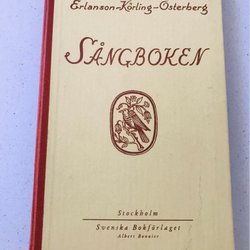 Erlanson-Körling-Österberg
SÅNGBOKEN
Stockholm
Svenska Bokförlaget
Albert Bonnier